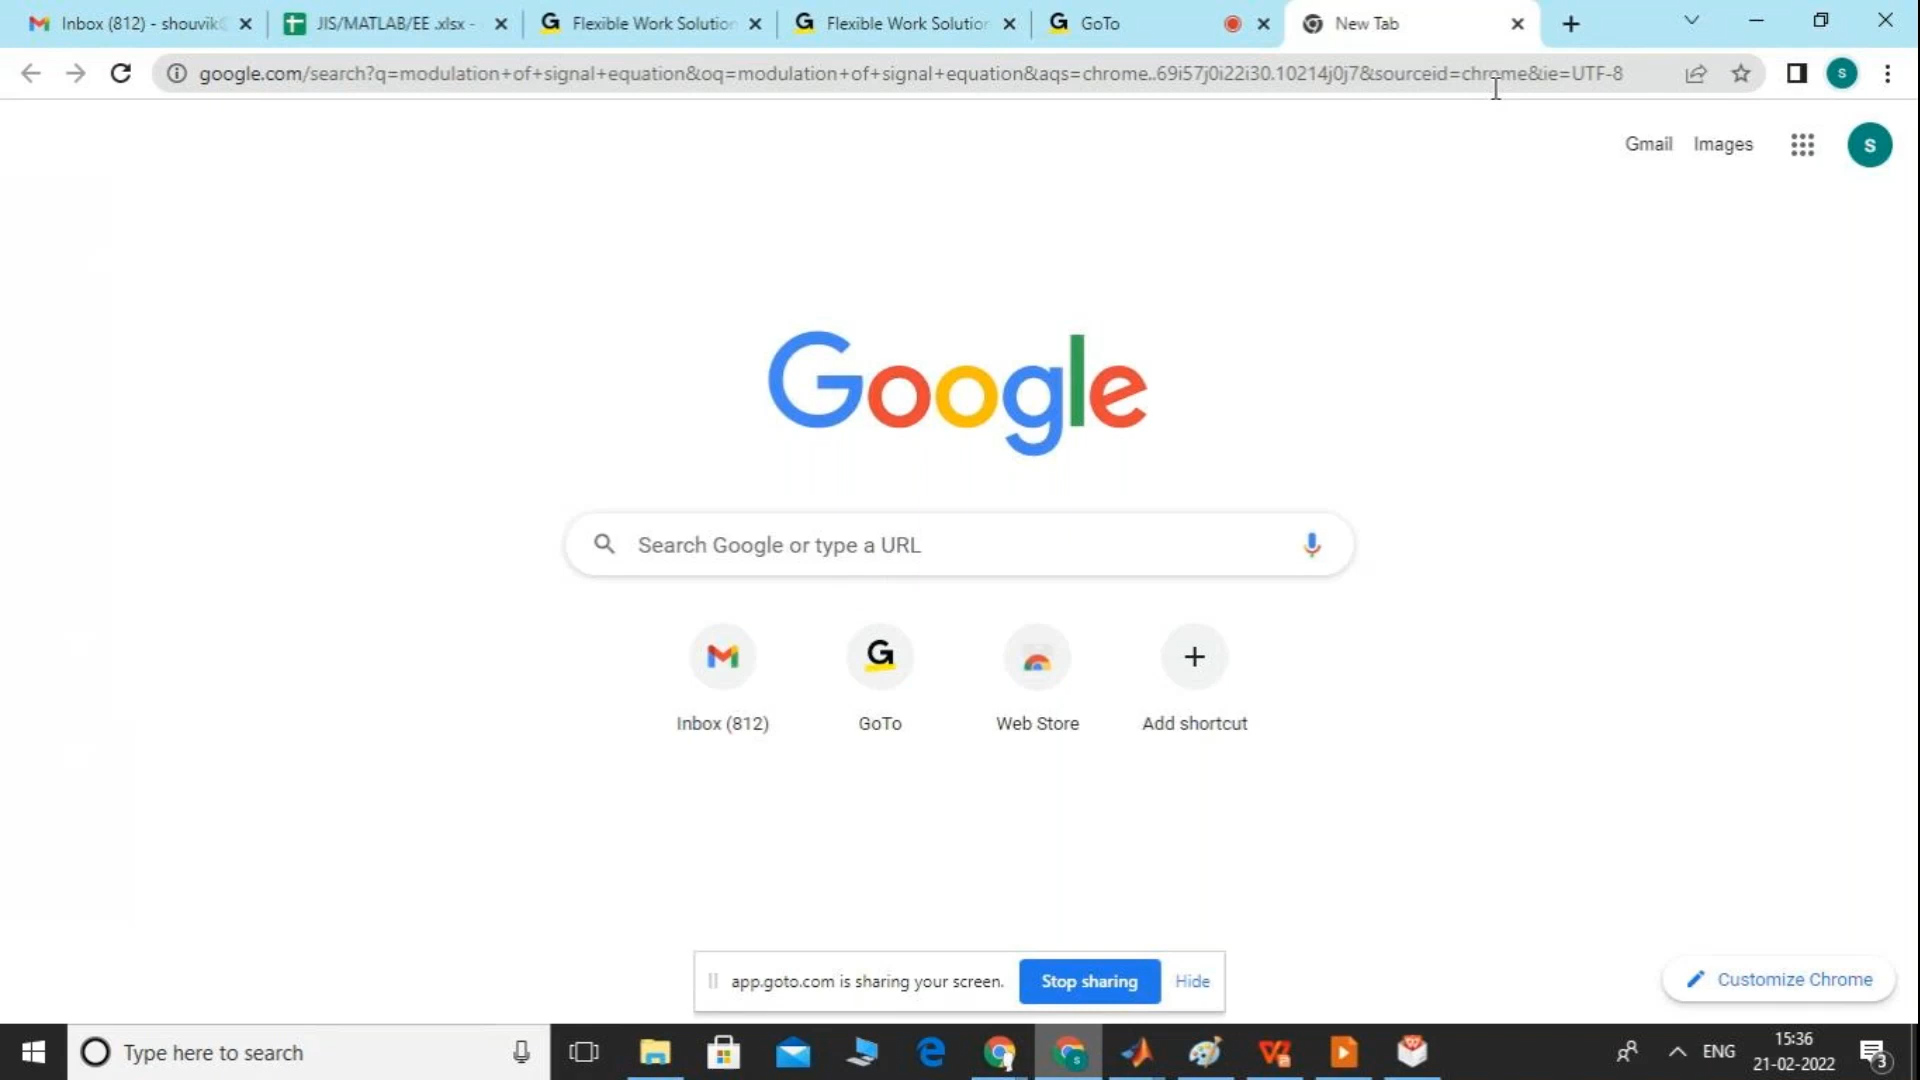 Inbox (812) - shouvik
JIS/MATLAB/EE .xlsx -
Flexible Work Solution
Flexible Work Solution
GoTo
New Tab
google.com/search?q=modulation+of+signal+equation&oq=modulation+of+signal+equation&aqs=chrome..69i57j0i22i30.10214j0j7&sourceid=chrome&ie=UTF-8
S
Gmail
Images
S
Google
Search Google or type a URL
Inbox (812)
GoTo
Web Store
Add shortcut
app.goto.com is sharing your screen.
Stop sharing
Hide
Customize Chrome
Type here to search
ENG
15:36
21-02-2022
3